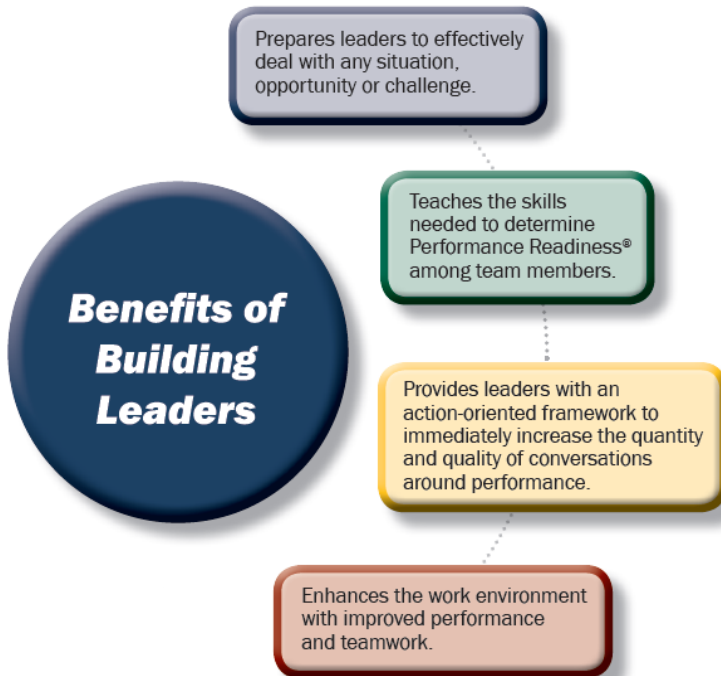 Prepares leaders to effectively
deal with any situation,
opportunity or challenge.
Teaches the skills
needed to determine
Performance Readiness®
among team members.
Benefits of
Building
Leaders
Provides leaders with an
action-oriented framework to
immediately increase the quantity
and quality of conversations
around performance.
Enhances the work environment
with improved performance
and teamwork.